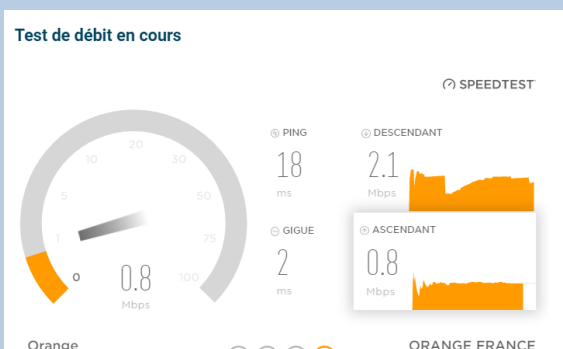 Test de débit en cours
SPEEDTEST
PING
18
ms
DESCENDANT
2.1
Mbps
GIGUE
2
ms
ASCENDANT
0.8
Mbps
0
1
5
10
20
30
50
75
100
0.8
Mbps
Orange
ORANGE FRANCE